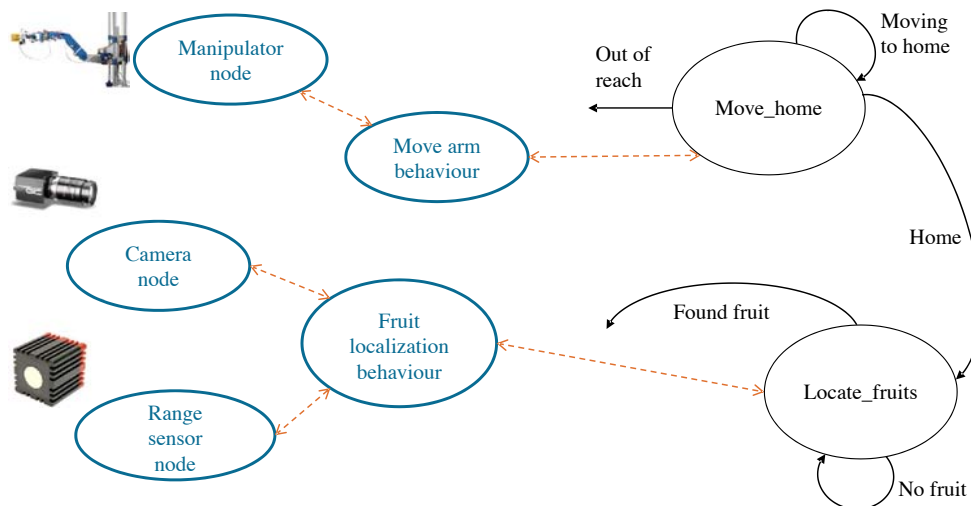 Manipulator
node
Out of
reach
Moving
to home
Move_home
Move arm
behaviour
Home
Camera
node
Found fruit
Fruit
localization
behaviour
Locate_fruits
Range
sensor
node
No fruit